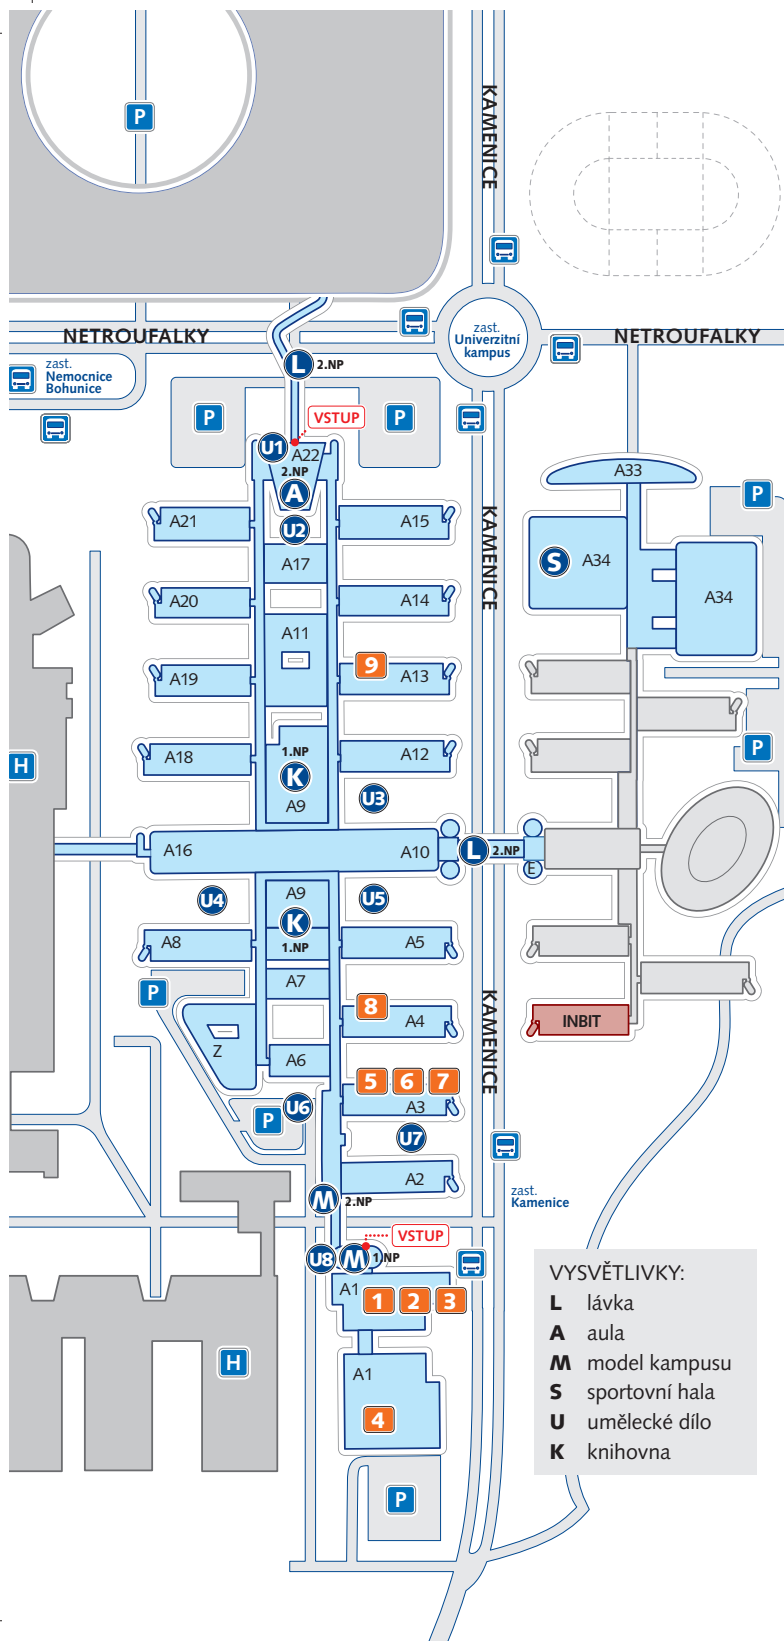 P
KAMENICE
NETROUFALKY
zast.
Nemocnice
Bohunice
zast.
Univerzitní
kampus
NETROUFALKY
L
2.NP
P
VSTUP
P
U1
A22
2.NP
A
U2
A33
P
A21
A15
KAMENICE
S
A34
A34
A17
A20
A14
A11
9
A19
A13
A18
1.NP
K
A9
A12
P
H
U3
A16
A10
L
2.NP
E
U4
A9
K
1.NP
U5
A8
A5
A7
P
8
A4
KAMENICE
INBIT
Z
A6
5
6
7
A3
U6
P
U7
A2
M
2.NP
zast.
Kamenice
VSTUP
U8
M
1.NP
A1
1
2
3
H
A1
4
P
VYSVĚTLIVKY:
L lávka
A aula
M model kampusu
S sportovní hala
U umělecké dílo
K knihovna